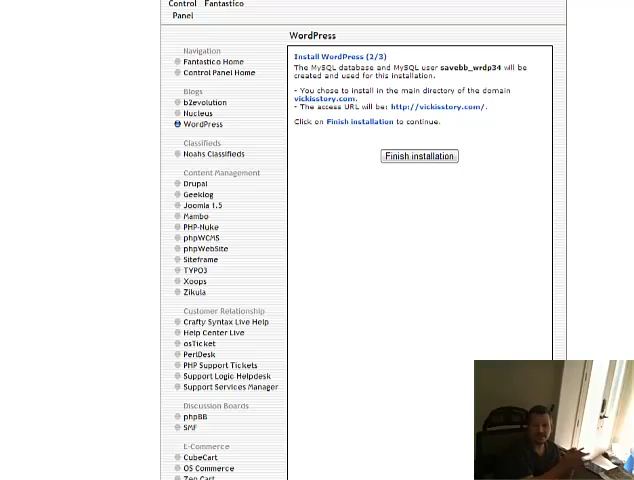 Control Fantastico
Panel
WordPress
Navigation
Fantastico Home
Control Panel Home
Blogs
b2evolution
Nucleus
WordPress
Classifieds
Noahs Classifieds
Content Management
Drupal
Geeklog
Joomla 1.5
Mambo
PHP-Nuke
phpWCMS
phpWebSite
Siteframe
TYPO3
Xoops
Zikula
Customer Relationship
Crafty Syntax Live Help
Help Center Live
osTicket
PerlDesk
PHP Support Tickets
Support Logic Helpdesk
Support Services Manager
Discussion Boards
phpBB
SMF
E-Commerce
CubeCart
OS Commerce
Zen Cart
Install WordPress (2/3)
The MySQL database and MySQL user savebb_wrdp34 will be
created and used for this installation.
- You chose to install in the main directory of the domain
vickisstory.com.
- The access URL will be: http://vickisstory.com/.
Click on Finish installation to continue.
Finish installation